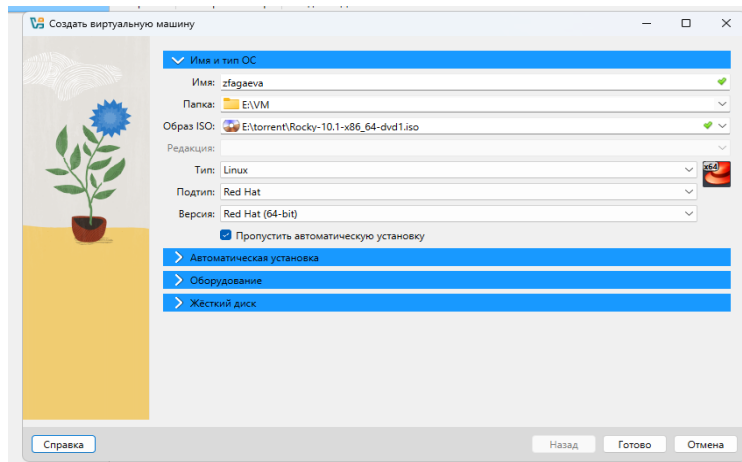 Создать виртуальную машину
Имя и тип ОС
Имя: zfagaeva
Папка: E:\VM
Образ ISO: E:\torrent\Rocky-10.1-x86_64-dvd1.iso
Редакция:
Тип: Linux
x64
Подтип: Red Hat
Версия: Red Hat (64-bit)
Пропустить автоматическую установку
Автоматическая установка
Оборудование
Жёсткий диск
Справка Назад Готово Отмена